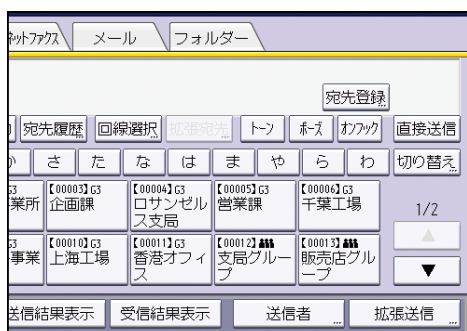 ネットファクス メール フォルダー
宛先登録
宛先履歴 回線選択 拡張宛先 トーン ポーズ オンフック 直接送信
か さ た な は ま や ら わ 切り替え
G3 【00003】G3 【00004】G3 【00005】G3 【00006】G3
業所 企画課 ロサンゼルス支局 営業課 千葉工場 1/2
G3 【00010】G3 【00011】G3 【00012】 【00013】
事業 上海工場 香港オフィス 支局グループ 販売店グループ
送信結果表示 受信結果表示 送信者 拡張送信